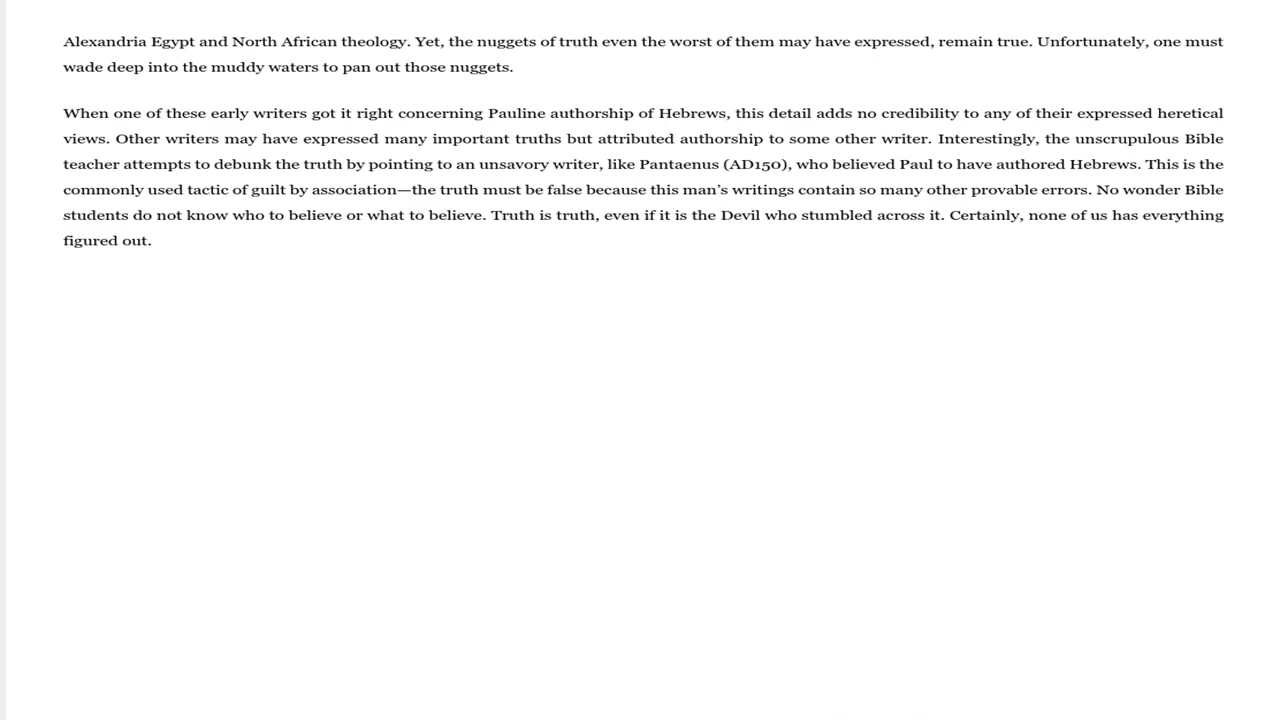 Alexandria Egypt and North African theology. Yet, the nuggets of truth even the worst of them may have expressed, remain true. Unfortunately, one must
wade deep into the muddy waters to pan out those nuggets.
When one of these early writers got it right concerning Pauline authorship of Hebrews, this detail adds no credibility to any of their expressed heretical
views. Other writers may have expressed many important truths but attributed authorship to some other writer. Interestingly, the unscrupulous Bible
teacher attempts to debunk the truth by pointing to an unsavory writer, like Pantaenus (AD150), who believed Paul to have authored Hebrews. This is the
commonly used tactic of guilt by association—the truth must be false because this man’s writings contain so many other provable errors. No wonder Bible
students do not know who to believe or what to believe. Truth is truth, even if it is the Devil who stumbled across it. Certainly, none of us has everything
figured out.